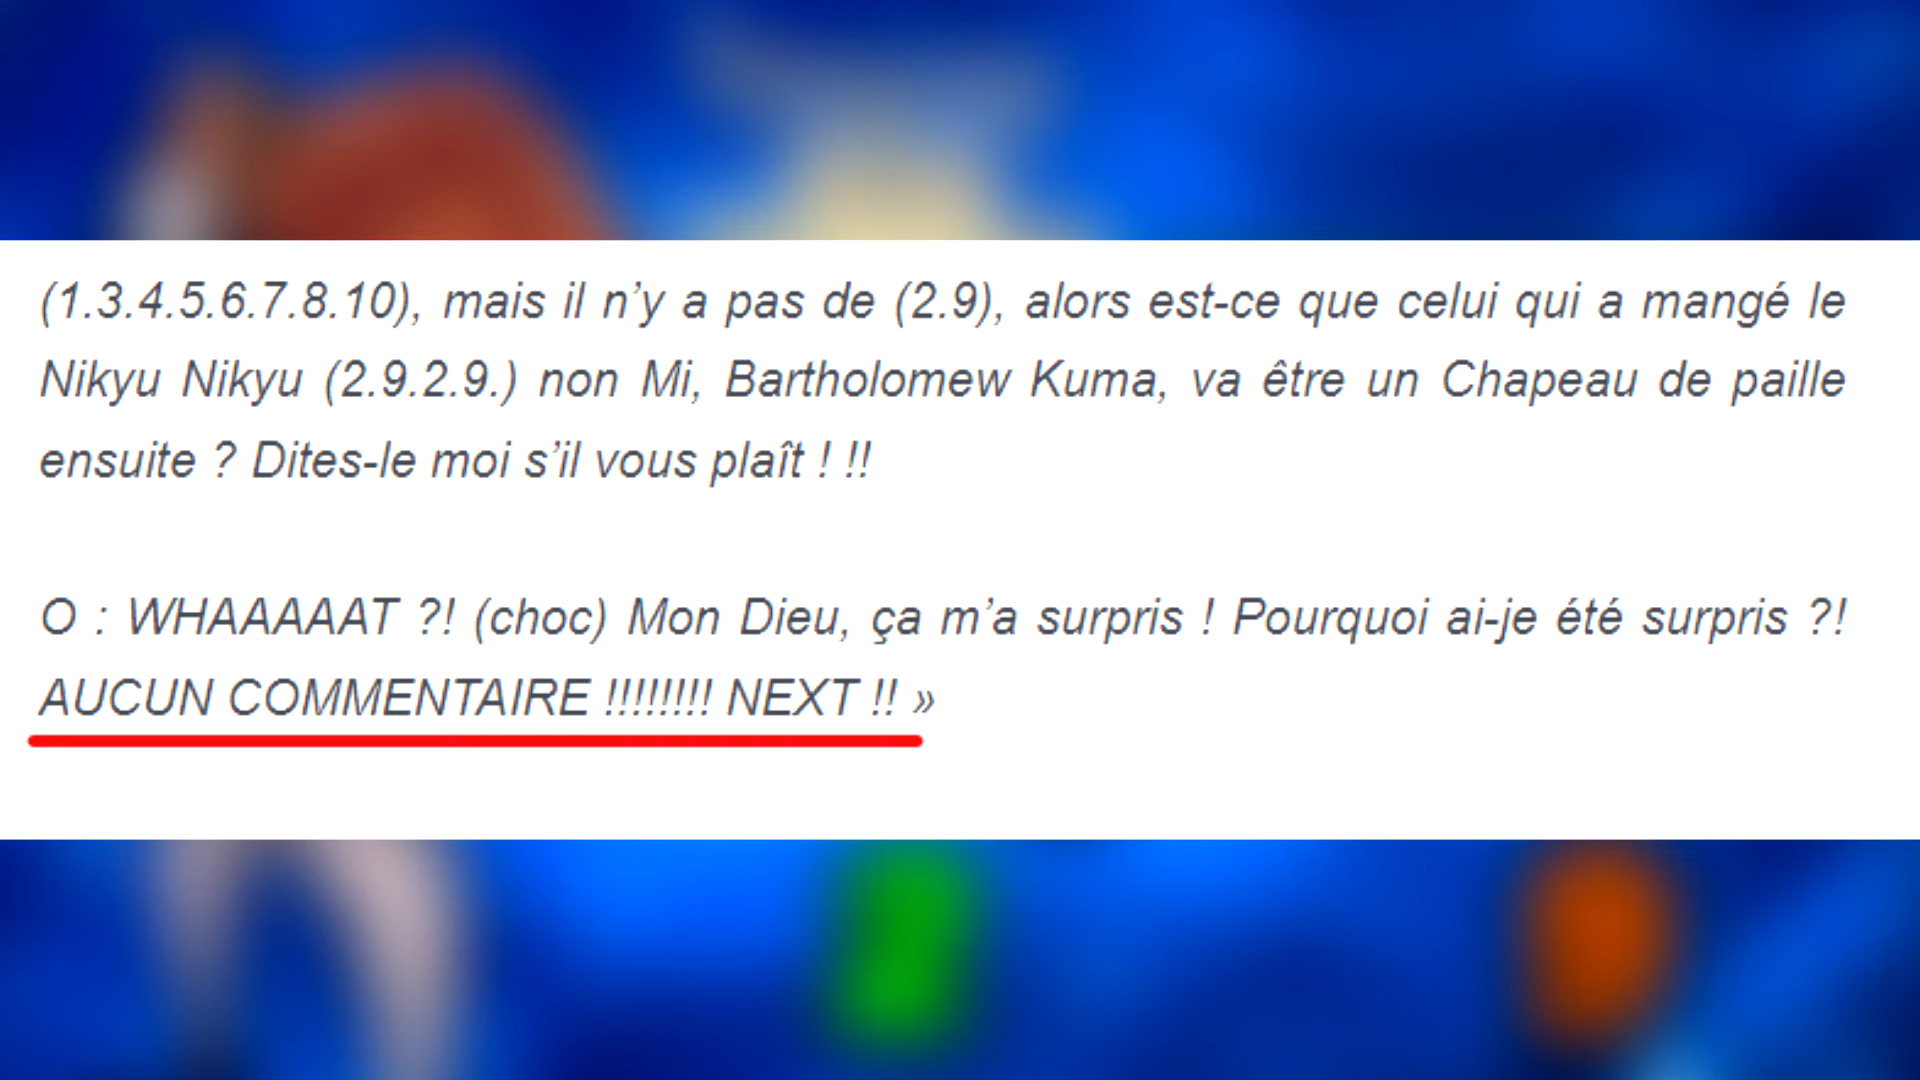 (1.3.4.5.6.7.8.10), mais il n’y a pas de (2.9), alors est-ce que celui qui a mangé le
Nikyu Nikyu (2.9.2.9.) non Mi, Bartholomew Kuma, va être un Chapeau de paille
ensuite ? Dites-le moi s’il vous plaît ! !!
O : WHAAAAAT ?! (choc) Mon Dieu, ça m’a surpris ! Pourquoi ai-je été surpris ?!
AUCUN COMMENTAIRE !!!!!!!! NEXT !! »